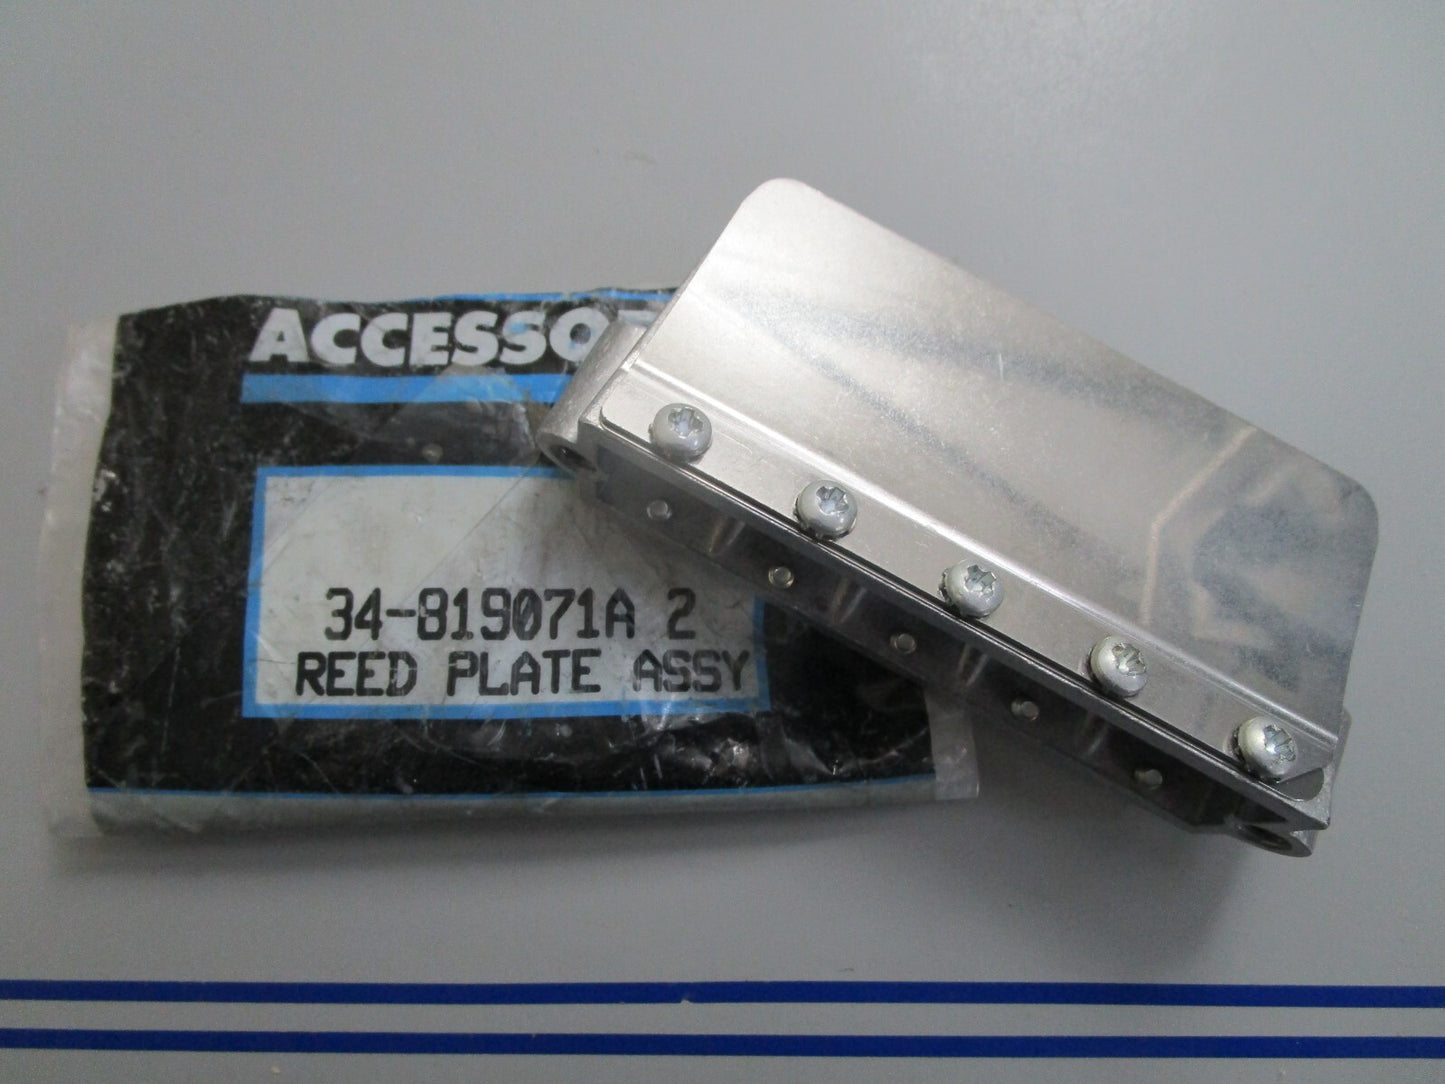 ACCESSO
34-819071A 2
REED PLATE ASSY